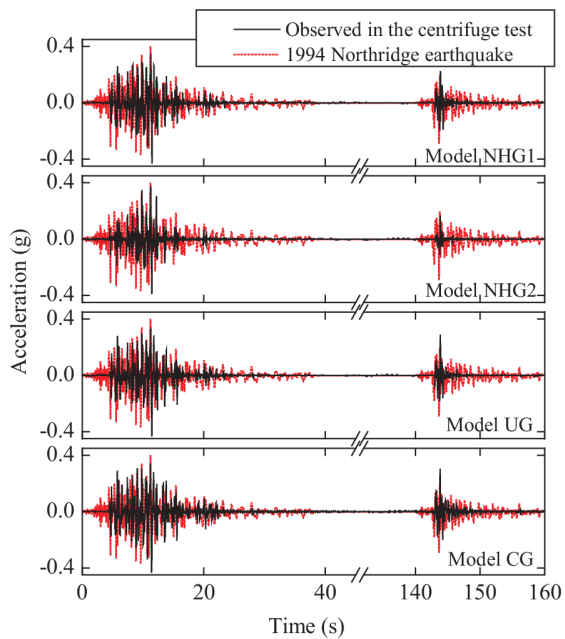 Observed in the centrifuge test
1994 Northridge earthquake
0.4
0.0
-0.4
Model NHG1
0.4
0.0
-0.4
Model NHG2
0.4
0.0
-0.4
Model UG
0.4
0.0
-0.4
Model CG
Acceleration (g)
0 20 40 140 150 160
Time (s)